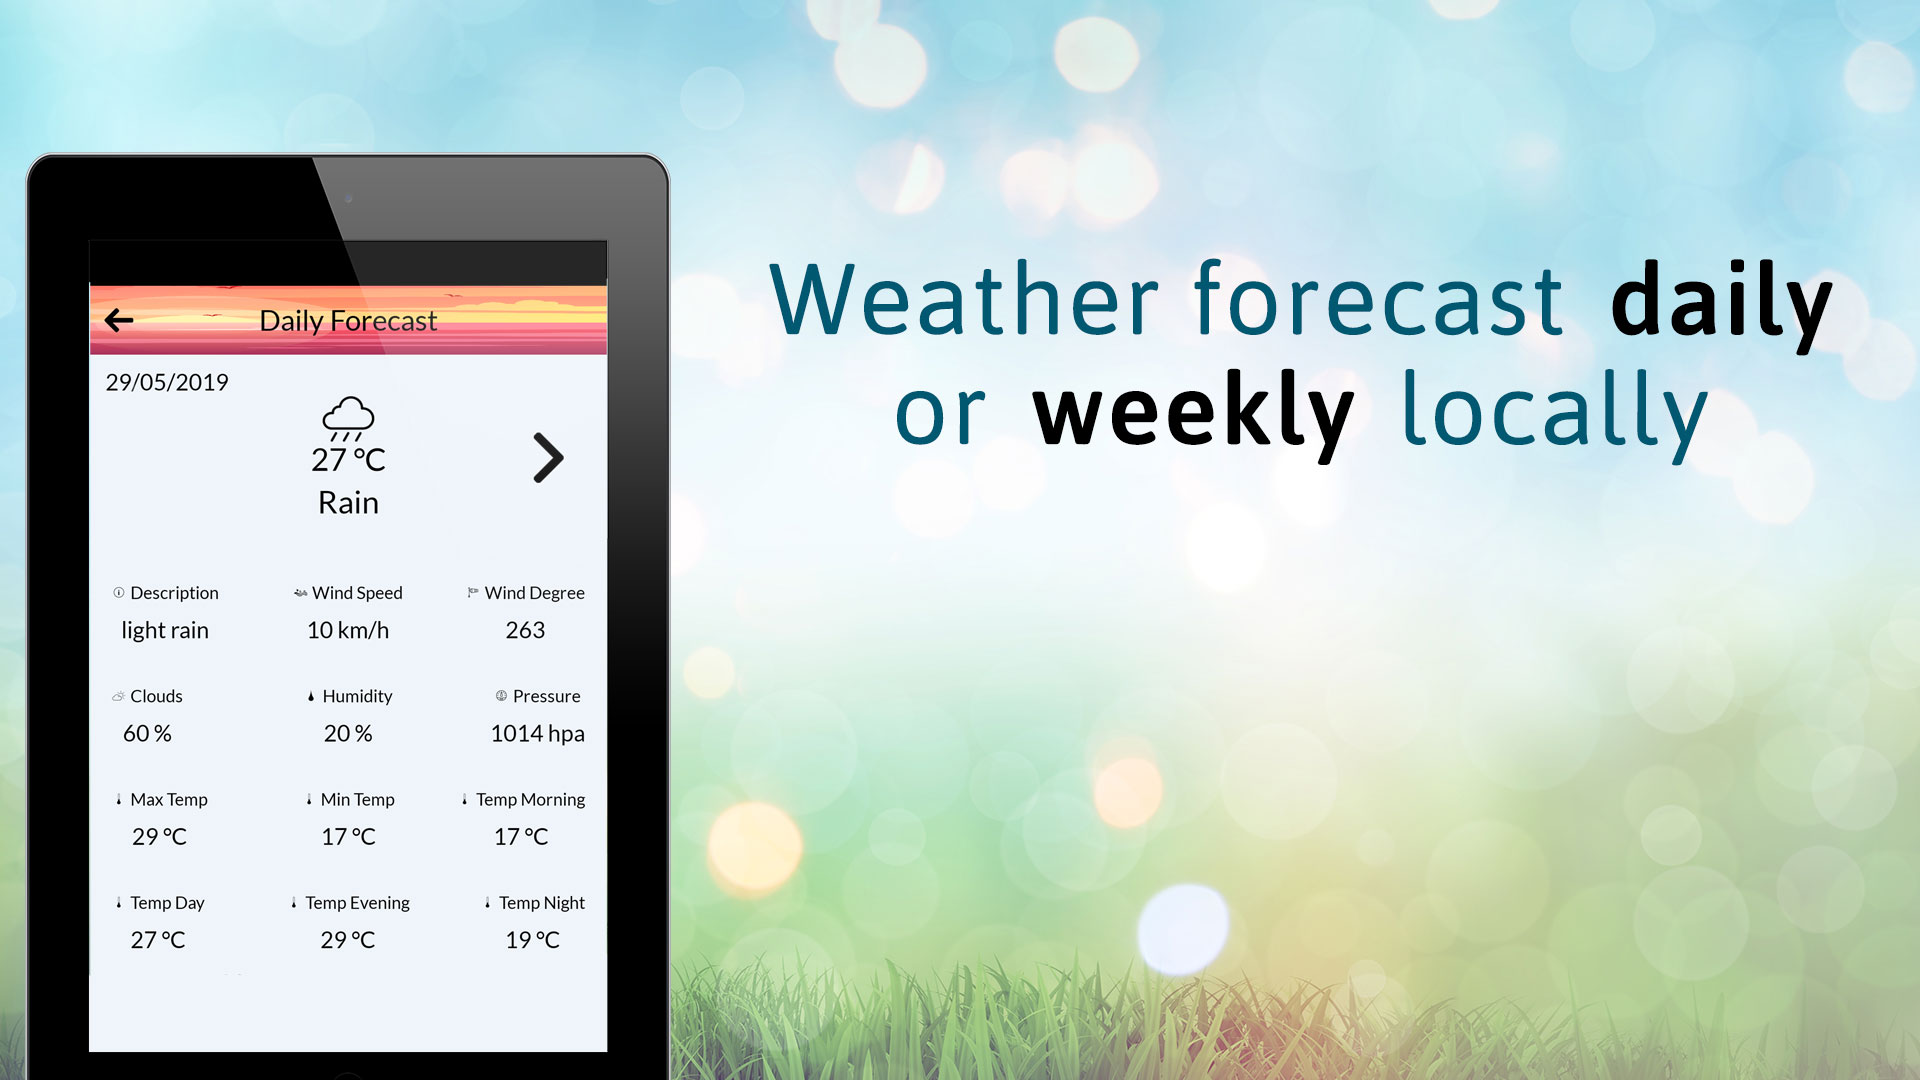 Weather forecast daily
or weekly locally
Daily Forecast
29/05/2019
27 °C
Rain
Description Wind Speed Wind Degree
light rain 10 km/h 263
Clouds Humidity Pressure
60 % 20 % 1014 hpa
Max Temp Min Temp Temp Morning
29 °C 17 °C 17 °C
Temp Day Temp Evening Temp Night
27 °C 29 °C 19 °C